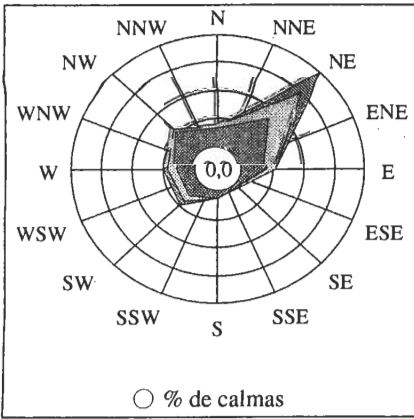 N
NNW NNE
NW NE
WNW ENE
W 0,0 E
WSW ESE
SW SE
SSW SSE
S
% de calmas